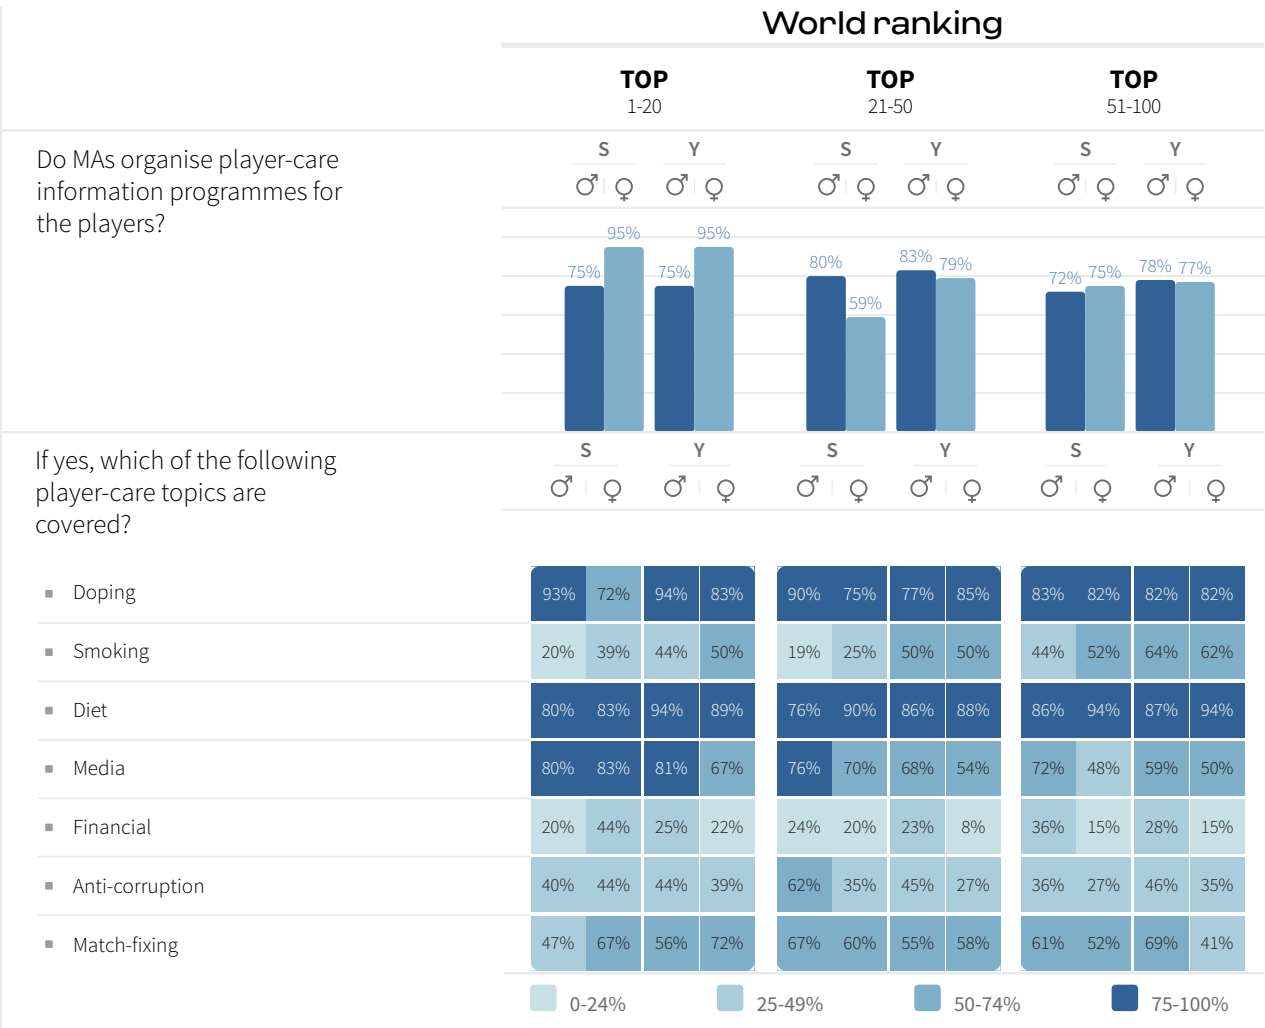 World ranking
TOP TOP TOP
1-20 21-50 51-100
Do MAs organise player-care
information programmes for
the players?
S Y S Y S Y
♂ ♀ ♂ ♀ ♂ ♀ ♂ ♀ ♂ ♀ ♂ ♀
75% 95% 75% 95% 80% 59% 83% 79% 72% 75% 78% 77%
If yes, which of the following
player-care topics are
covered?
S Y S Y S Y
♂ ♀ ♂ ♀ ♂ ♀ ♂ ♀ ♂ ♀ ♂ ♀
Doping 93% 72% 94% 83% 90% 75% 77% 85% 83% 82% 82% 82%
Smoking 20% 39% 44% 50% 19% 25% 50% 50% 44% 52% 64% 62%
Diet 80% 83% 94% 89% 76% 90% 86% 88% 86% 94% 87% 94%
Media 80% 83% 81% 67% 76% 70% 68% 54% 72% 48% 59% 50%
Financial 20% 44% 25% 22% 24% 20% 23% 8% 36% 15% 28% 15%
Anti-corruption 40% 44% 44% 39% 62% 35% 45% 27% 36% 27% 46% 35%
Match-fixing 47% 67% 56% 72% 67% 60% 55% 58% 61% 52% 69% 41%
0-24% 25-49% 50-74% 75-100%